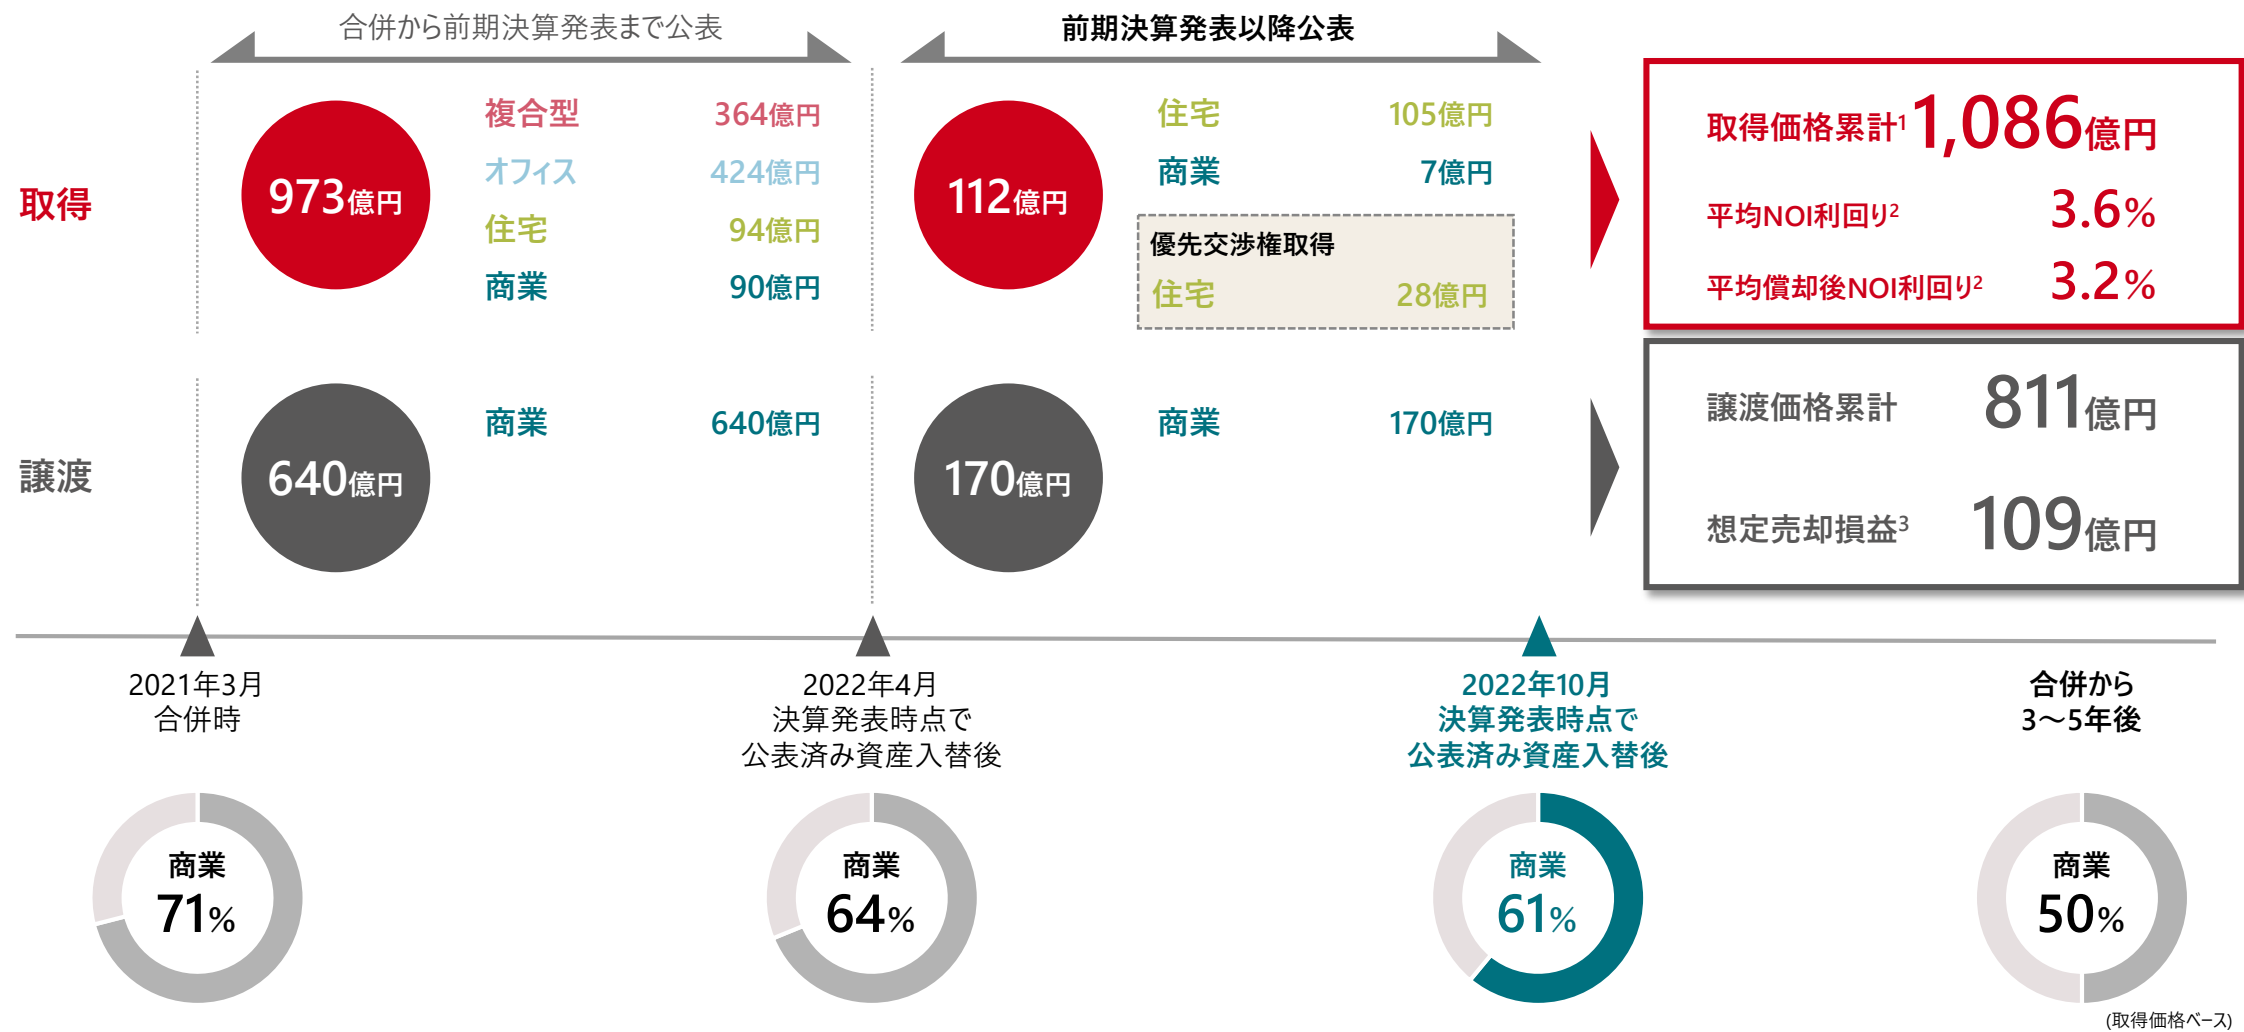 合併から前期決算発表まで公表
前期決算発表以降公表
取得
973億円
複合型 364億円
オフィス 424億円
住宅 94億円
商業 90億円
112億円
住宅 105億円
商業 7億円
優先交渉権取得
住宅 28億円
取得価格累計1 1,086億円
平均NOI利回り2 3.6%
平均償却後NOI利回り2 3.2%
譲渡
640億円
商業 640億円
170億円
商業 170億円
譲渡価格累計 811億円
想定売却損益3 109億円
2021年3月
合併時
2022年4月
決算発表時点で
公表済み資産入替後
2022年10月
決算発表時点で
公表済み資産入替後
合併から
3～5年後
商業
71%
商業
64%
商業
61%
商業
50%
(取得価格ベース)